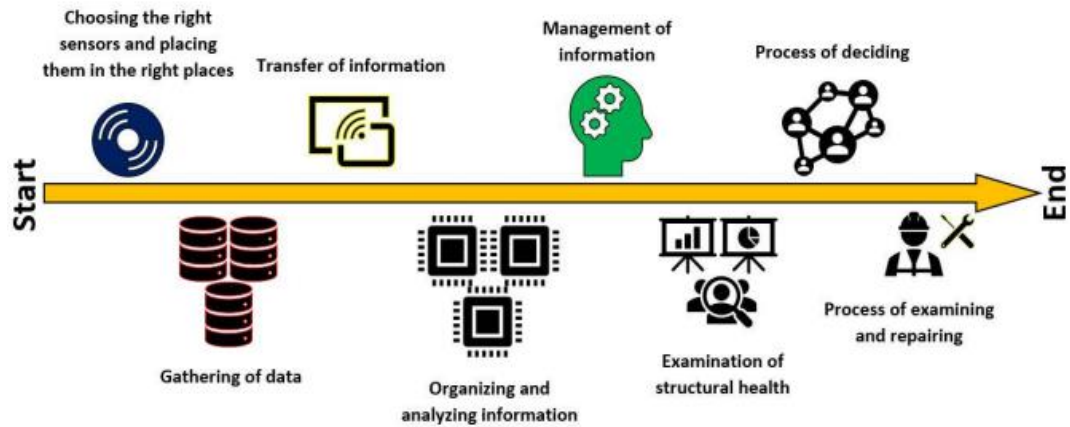 Choosing the right
sensors and placing
them in the right places
Transfer of information
Management of
information
Process of deciding
Start
End
Gathering of data
Organizing and
analyzing information
Examination of
structural health
Process of examining
and repairing